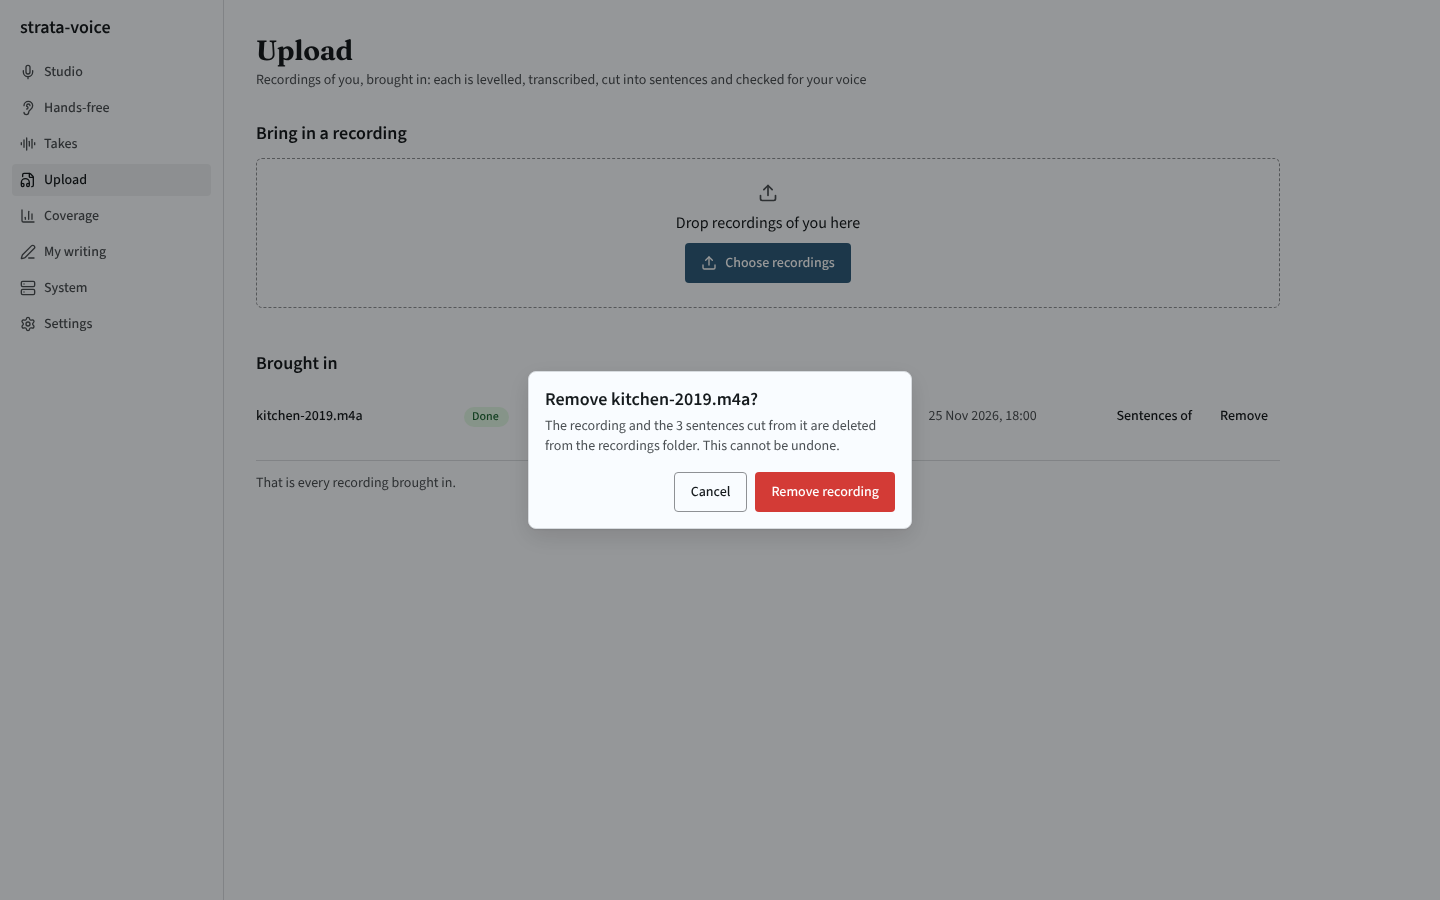 strata-voice
Studio
Hands-free
Takes
Upload
Coverage
My writing
System
Settings
Upload
Recordings of you, brought in: each is levelled, transcribed, cut into sentences and checked for your voice
Bring in a recording
Drop recordings of you here
Choose recordings
Brought in
kitchen-2019.m4a
Done
25 Nov 2026, 18:00
Sentences of
Remove
That is every recording brought in.
Remove kitchen-2019.m4a?
The recording and the 3 sentences cut from it are deleted
from the recordings folder. This cannot be undone.
Cancel
Remove recording